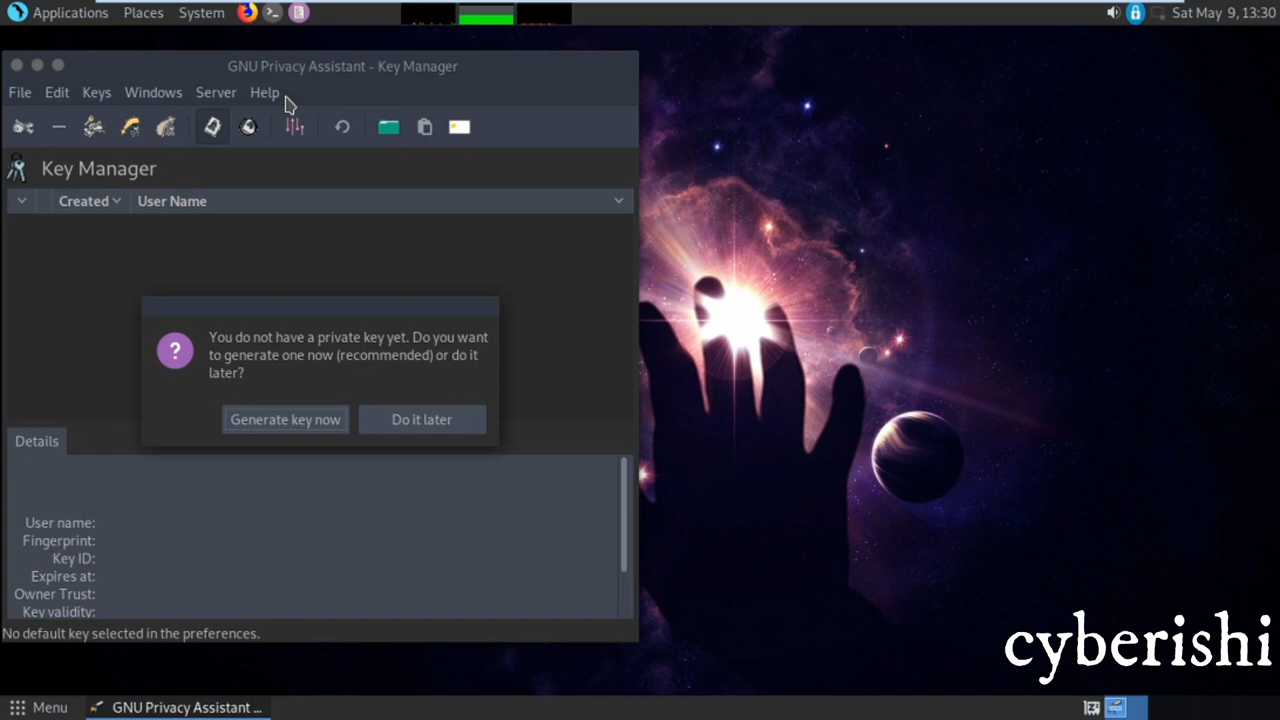 Applications Places System Sat May 9, 13:30
GNU Privacy Assistant - Key Manager
File Edit Keys Windows Server Help
Key Manager
Created User Name
You do not have a private key yet. Do you want
to generate one now (recommended) or do it
later?
Generate key now Do it later
Details
User name:
Fingerprint:
Key ID:
Expires at:
Owner Trust:
Key validity:
No default key selected in the preferences.
cyberishi
Menu GNU Privacy Assistant ...